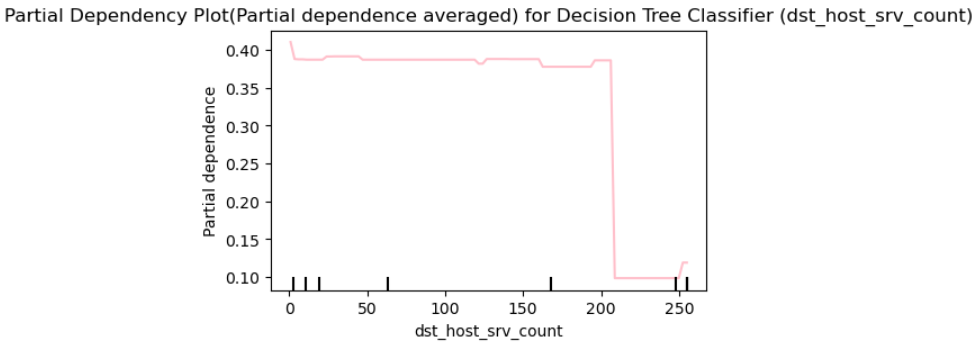 Partial Dependency Plot(Partial dependence averaged) for Decision Tree Classifier (dst_host_srv_count)
Partial dependence
0.40
0.35
0.30
0.25
0.20
0.15
0.10
0 50 100 150 200 250
dst_host_srv_count